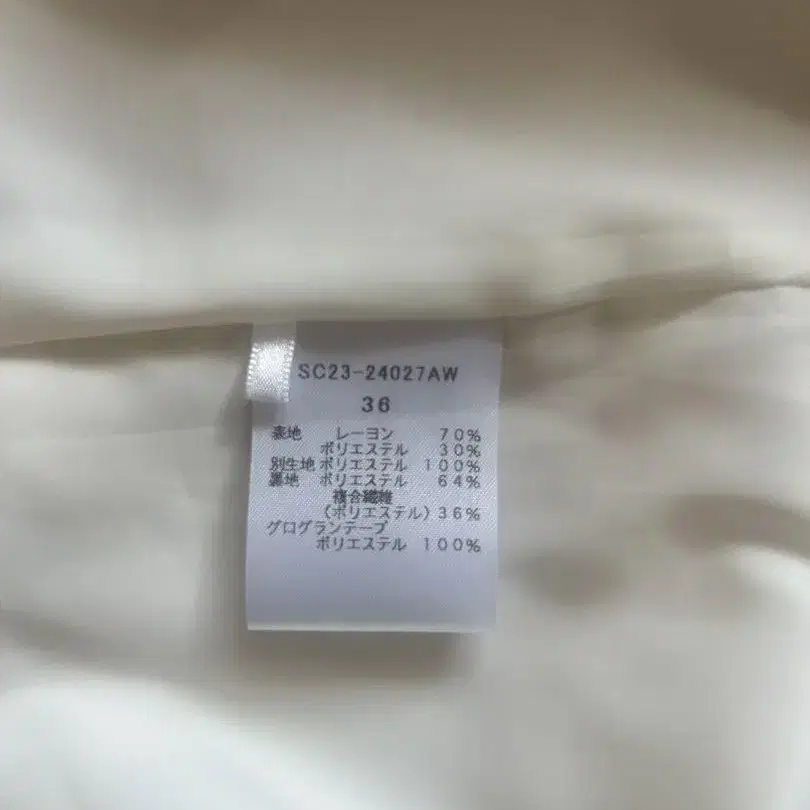 SC23-24027AW
36
表地 レーヨン 70%
ポリエステル 30%
別生地 ポリエステル 100%
裏地 ポリエステル 64%
複合繊維
(ポリエステル) 36%
グログランテープ
ポリエステル 100%